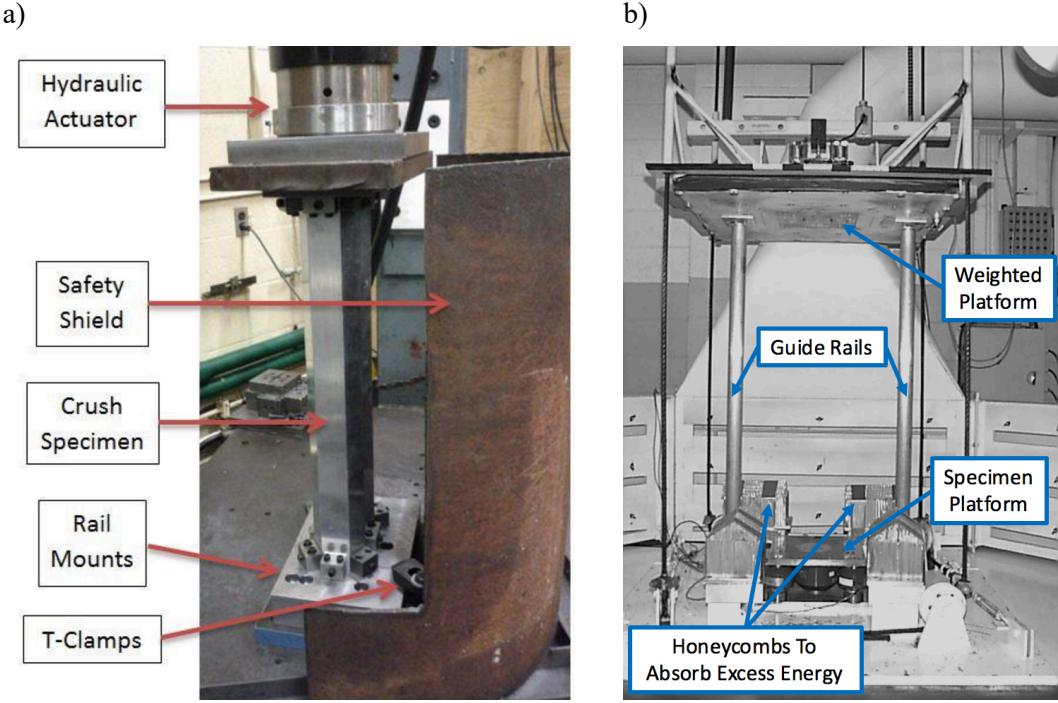 a)
b)
Hydraulic
Actuator
Safety
Shield
Crush
Specimen
Rail
Mounts
T-Clamps
Weighted
Platform
Guide Rails
Specimen
Platform
Honeycombs To
Absorb Excess Energy